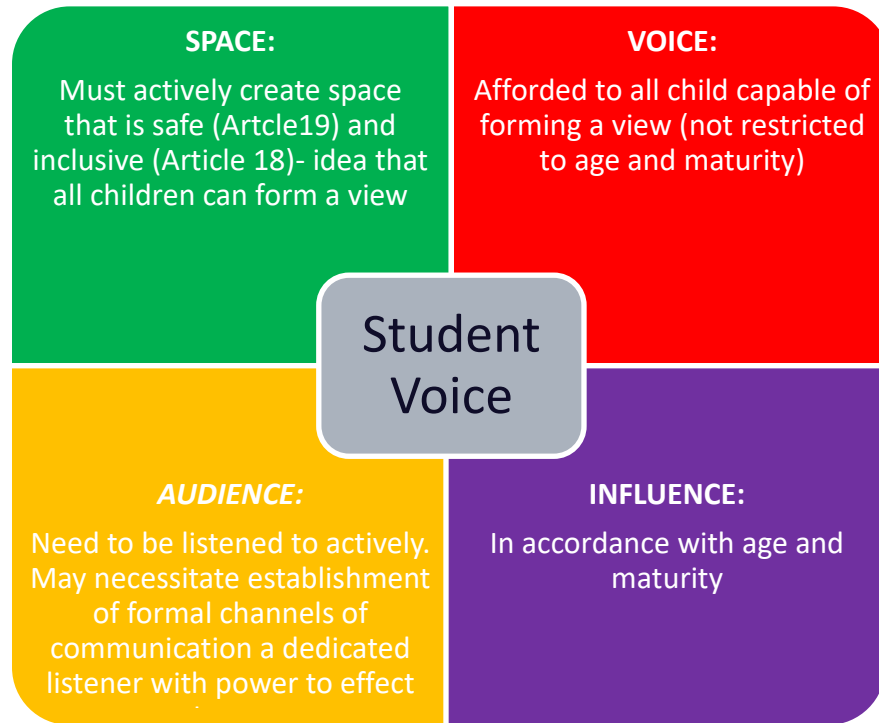 SPACE:
Must actively create space
that is safe (Artcle19) and
inclusive (Article 18)- idea that
all children can form a view
VOICE:
Afforded to all child capable of
forming a view (not restricted
to age and maturity)
Student
Voice
AUDIENCE:
Need to be listened to actively.
May necessitate establishment
of formal channels of
communication a dedicated
listener with power to effect
INFLUENCE:
In accordance with age and
maturity